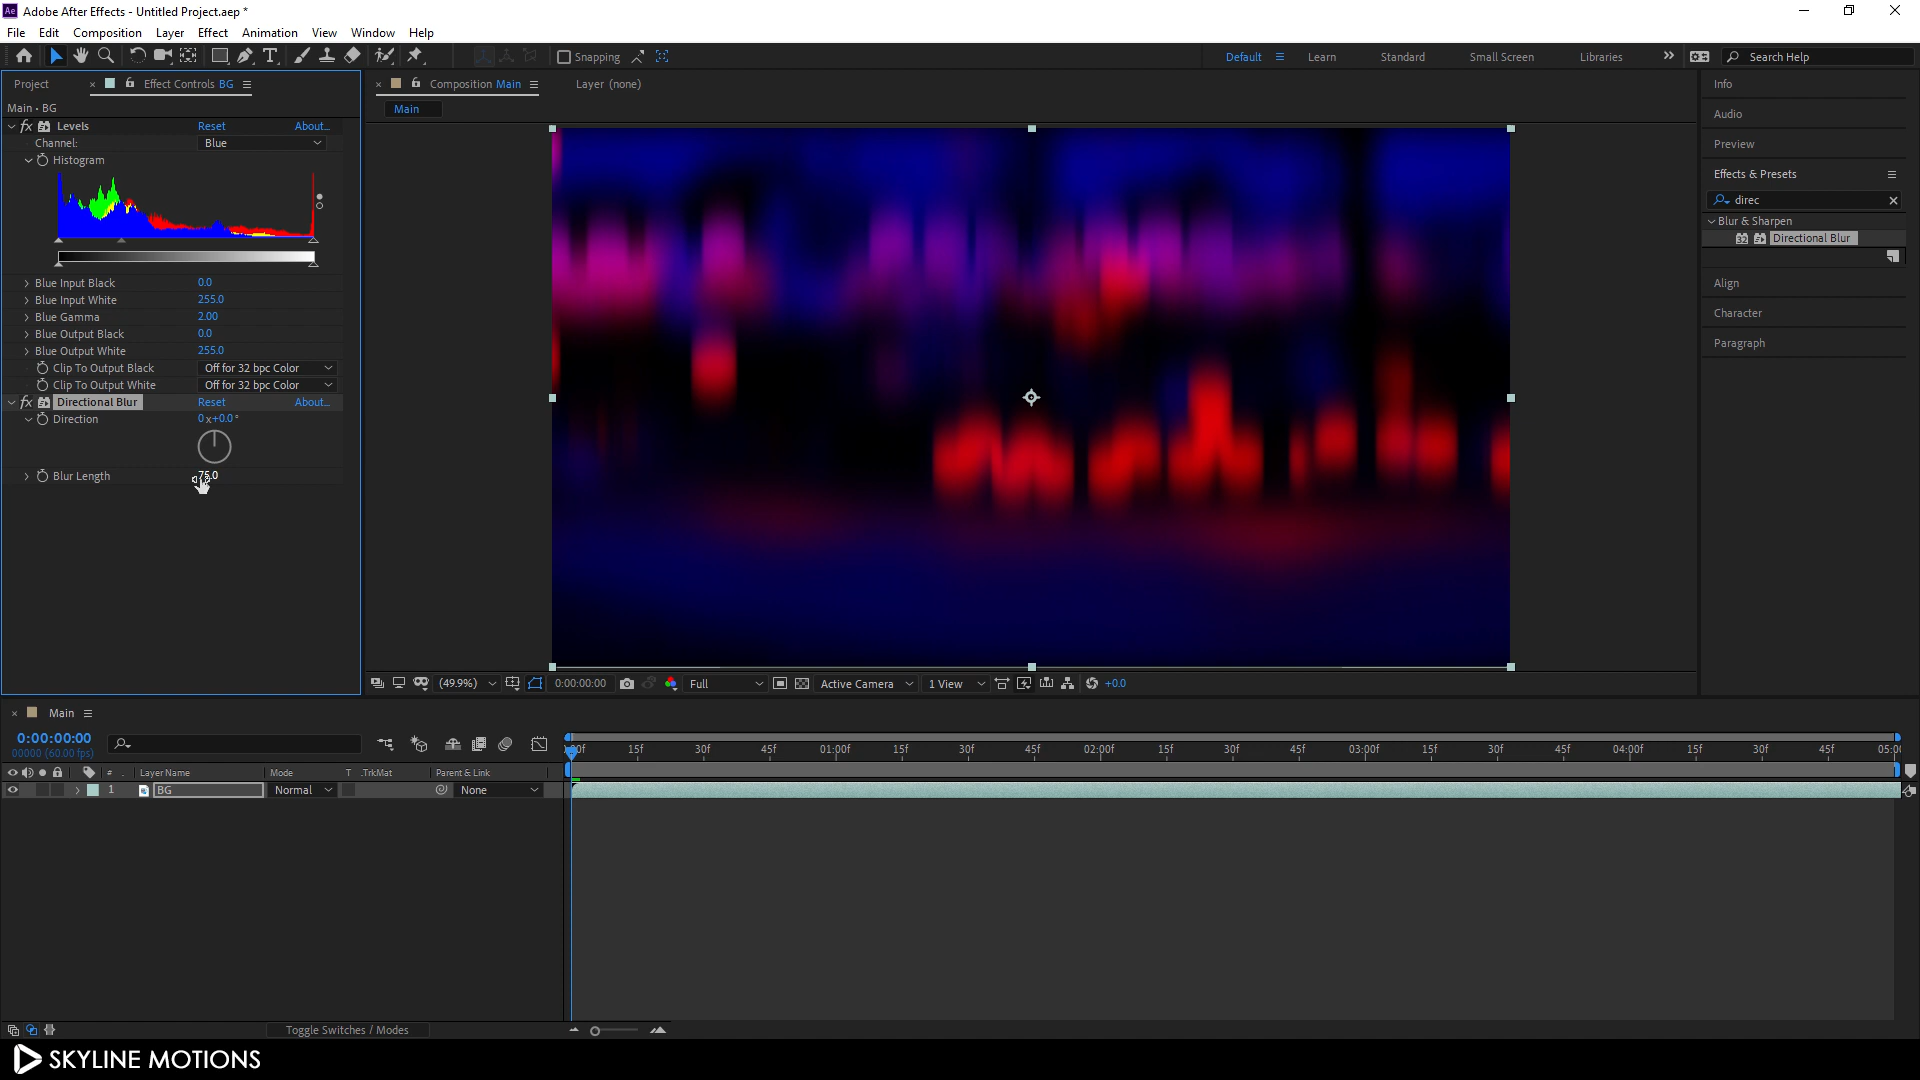 Adobe After Effects - Untitled Project.aep *
File Edit Composition Layer Effect Animation View Window Help
Snapping Default Learn Standard Small Screen Libraries Search Help
Project Effect Controls BG Composition Main Layer (none) Info
Main • BG Main
Levels Reset About...
Channel: Blue
Histogram
Blue Input Black 0.0
Blue Input White 255.0
Blue Gamma 2.00
Blue Output Black 0.0
Blue Output White 255.0
Clip To Output Black Off for 32 bpc Color
Clip To Output White Off for 32 bpc Color
Directional Blur Reset About...
Direction 0 x +0.0 °
Blur Length 75.0
Audio
Preview
Effects & Presets
direc
Blur & Sharpen
32 Directional Blur
Align
Character
Paragraph
(49.9%) 0:00:00:00 Full Active Camera 1 View +0.0
Main
0:00:00:00
00000 (60.00 fps)
15f 30f 45f 01:00f 15f 30f 45f 02:00f 15f 30f 45f 03:00f 15f 30f 45f 04:00f 15f 30f 45f
# Layer Name Mode T .TrkMat Parent & Link
1 BG Normal None
Toggle Switches / Modes
SKYLINE MOTIONS